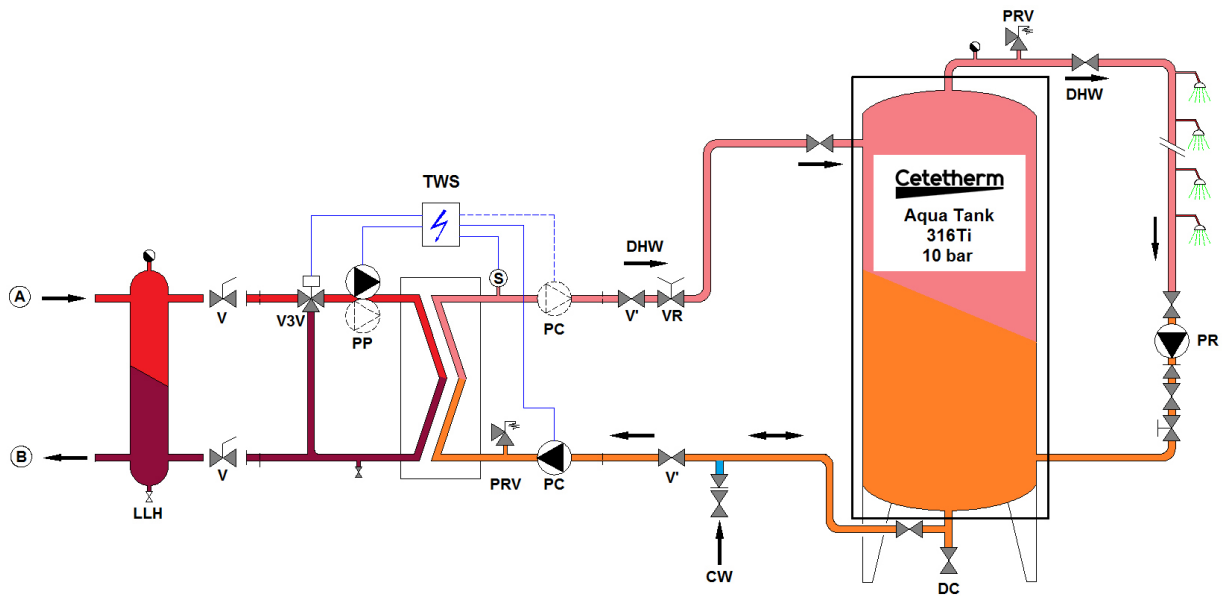 PRV
DHW
Cetetherm
Aqua Tank
316Ti
10 bar
TWS
DHW
S
A
V
V3V
PP
PC
V'
VR
PR
B
V
LLH
PRV
PC
V'
CW
DC